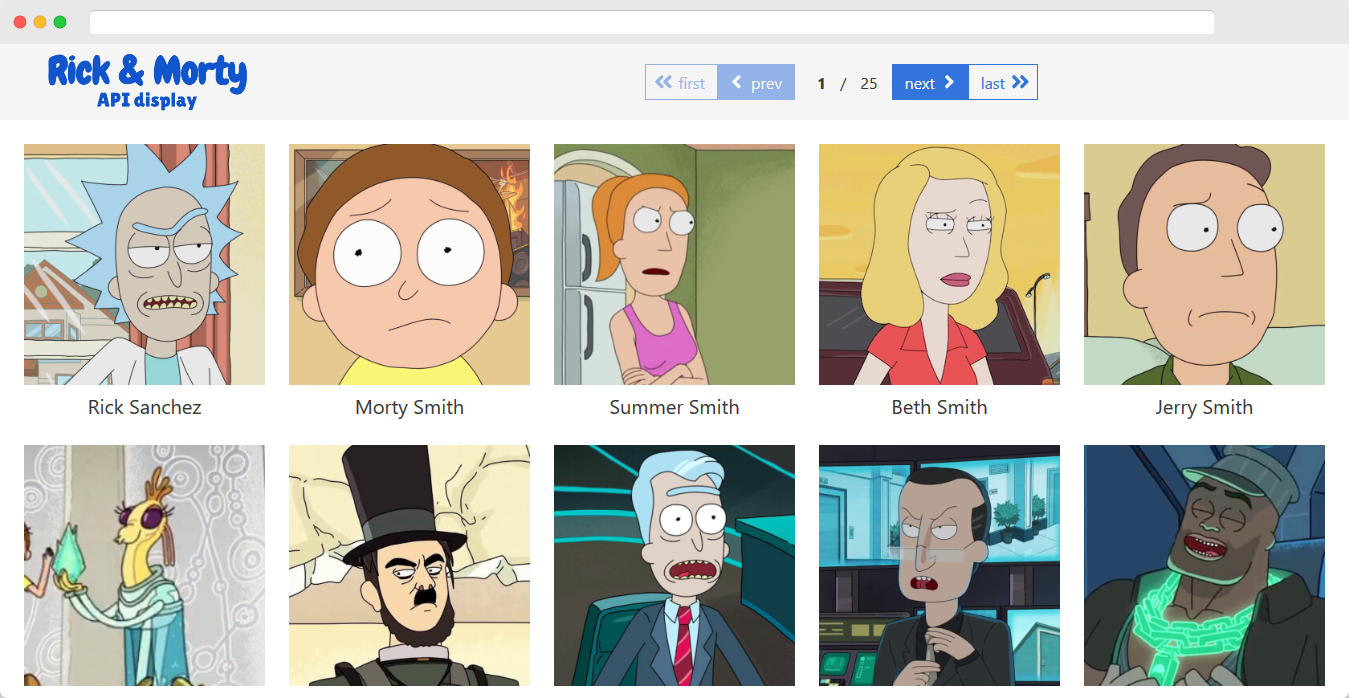 Rick & Morty
API display
first prev 1 / 25 next last
Rick Sanchez
Morty Smith
Summer Smith
Beth Smith
Jerry Smith